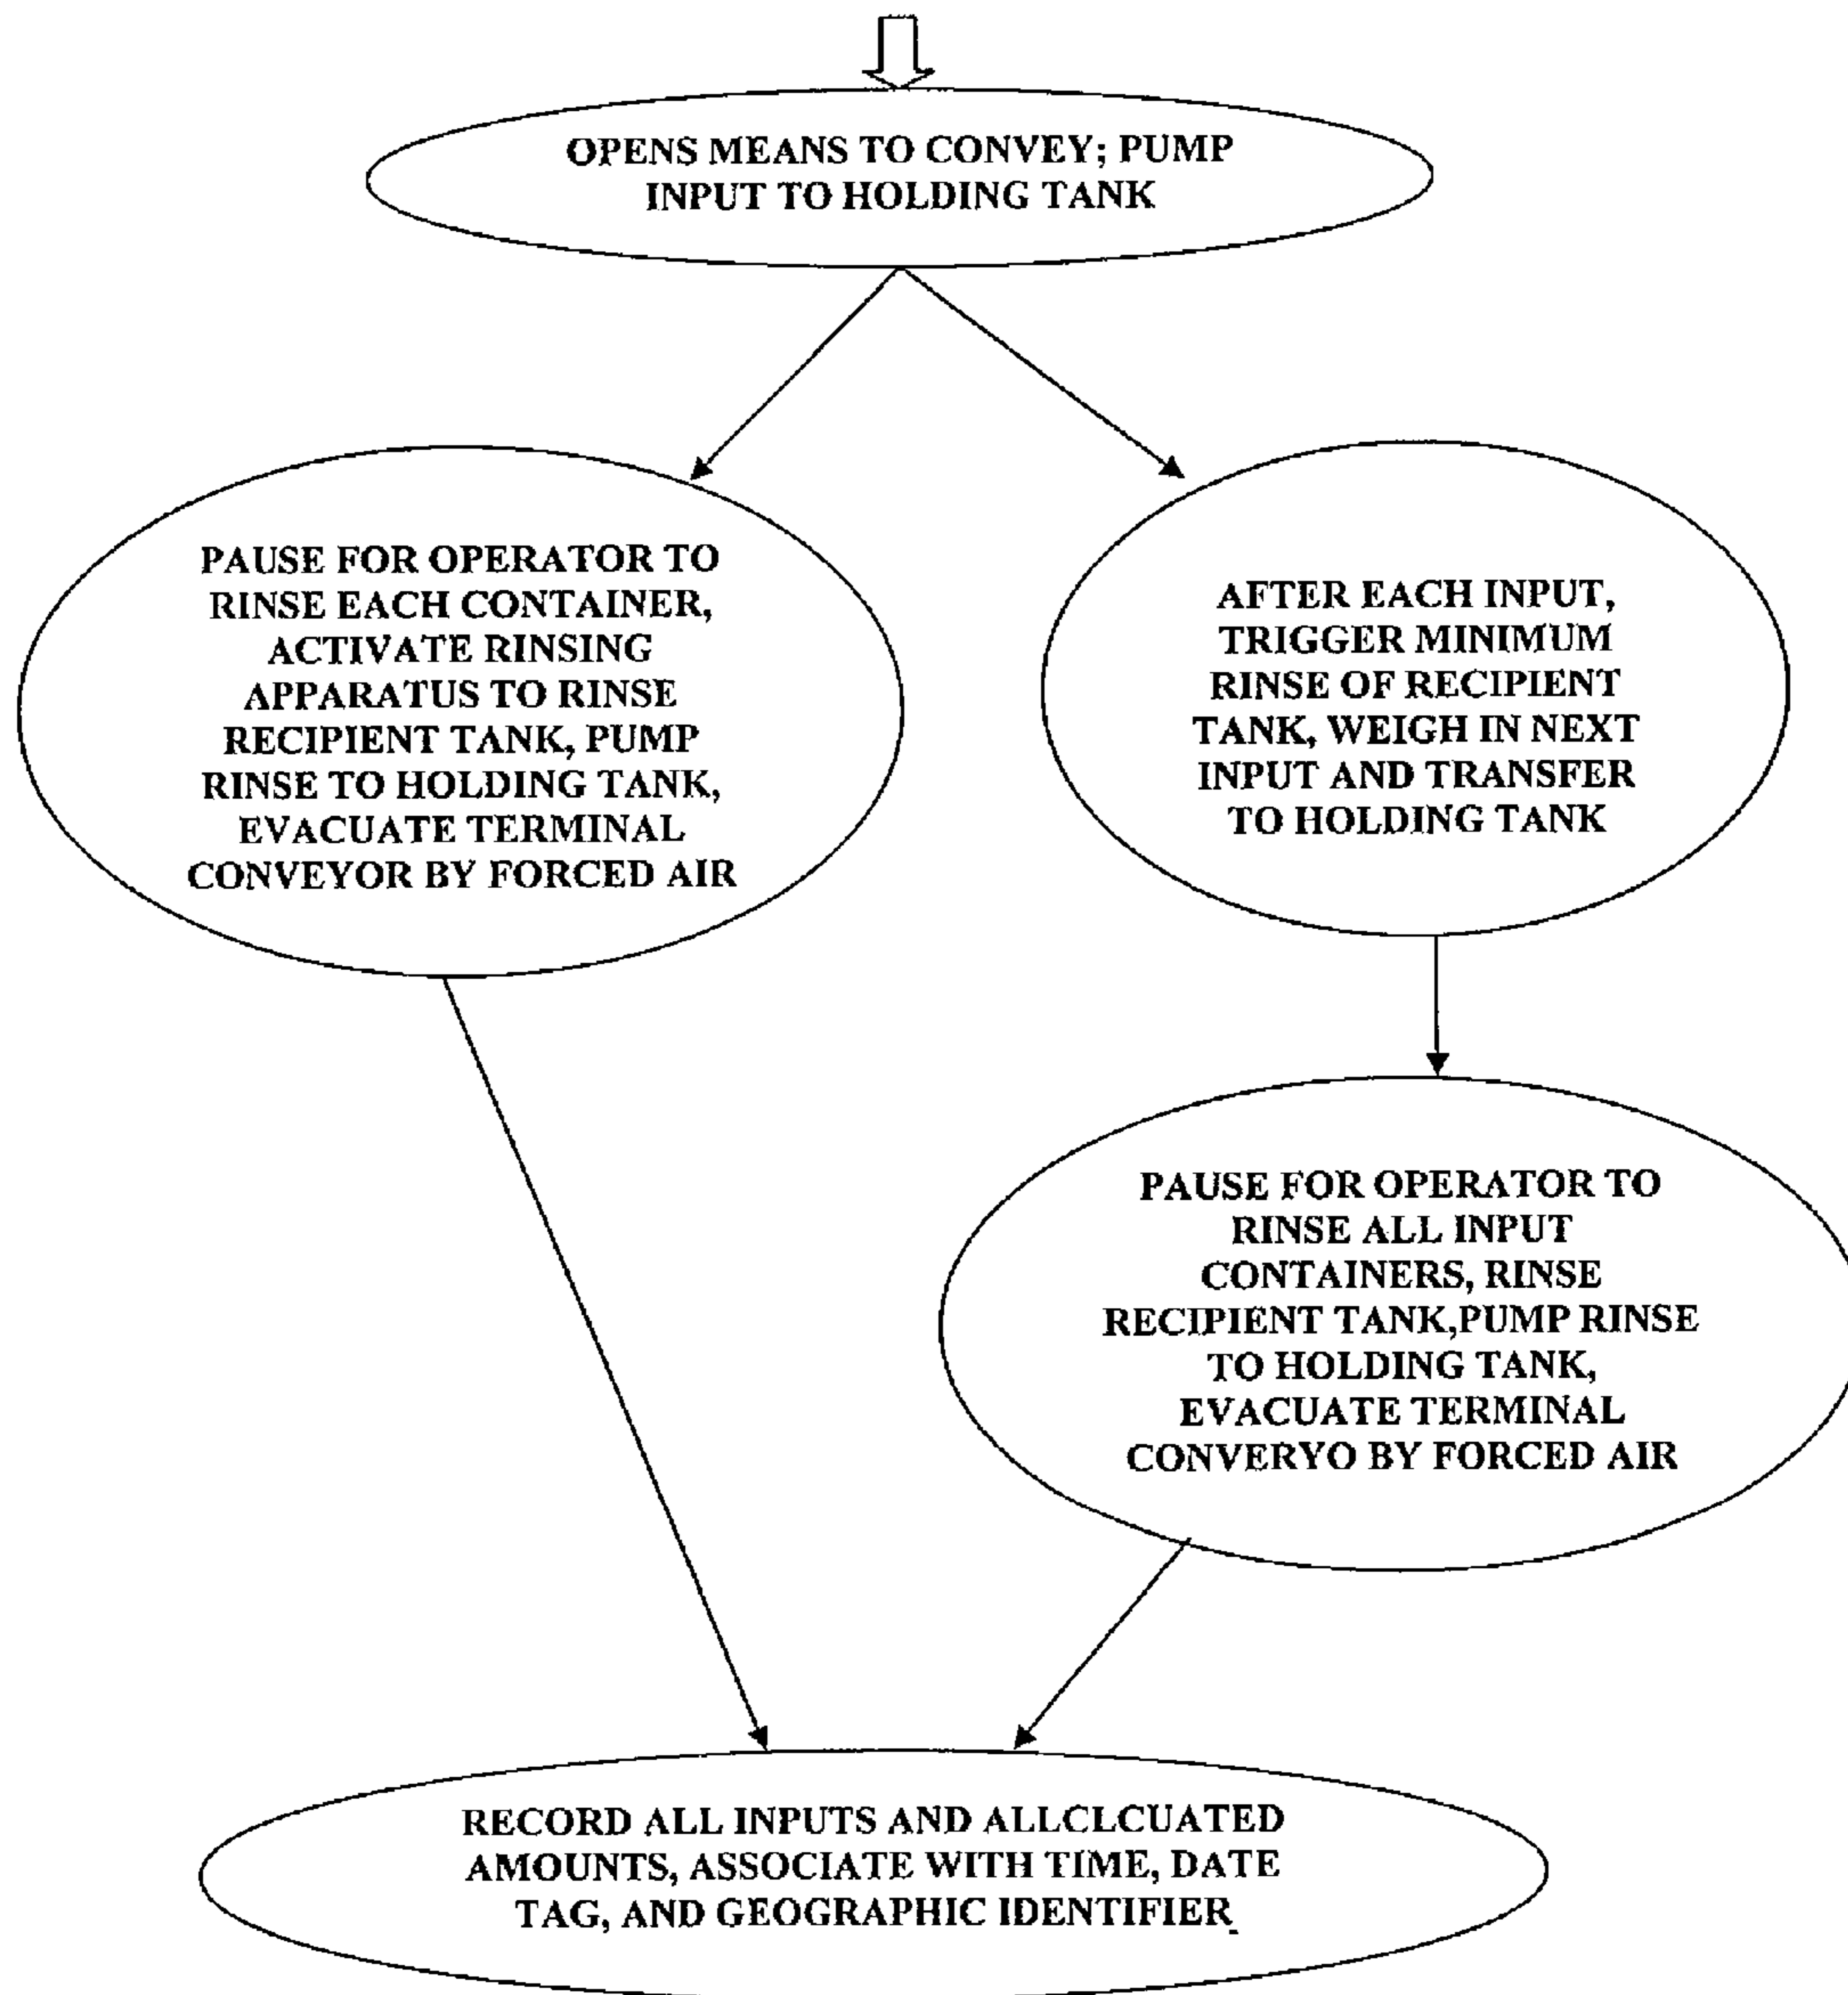 OPENS MEANS TO CONVEY; PUMP
INPUT TO HOLDING TANK
PAUSE FOR OPERATOR TO
RINSE EACH CONTAINER,
ACTIVATE RINSING
APPARATUS TO RINSE
RECIPIENT TANK, PUMP
RINSE TO HOLDING TANK,
EVACUATE TERMINAL
CONVEYOR BY FORCED AIR
AFTER EACH INPUT,
TRIGGER MINIMUM
RINSE OF RECIPIENT
TANK, WEIGH IN NEXT
INPUT AND TRANSFER
TO HOLDING TANK
PAUSE FOR OPERATOR TO
RINSE ALL INPUT
CONTAINERS, RINSE
RECIPIENT TANK,PUMP RINSE
TO HOLDING TANK,
EVACUATE TERMINAL
CONVERYO BY FORCED AIR
RECORD ALL INPUTS AND ALLCLCUATED
AMOUNTS, ASSOCIATE WITH TIME, DATE
TAG, AND GEOGRAPHIC IDENTIFIER